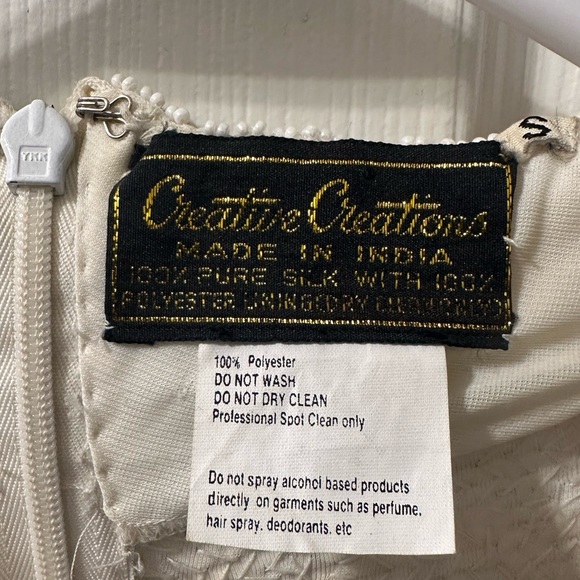 YKK
S
Creative Creations
MADE IN INDIA
100% PURE SILK WITH 100%
POLYESTER LINING(DRY CLEAN ONLY)
100% Polyester
DO NOT WASH
DO NOT DRY CLEAN
Professional Spot Clean only
Do not spray alcohol based products
directly on garments such as perfume,
hair spray, deodorants, etc